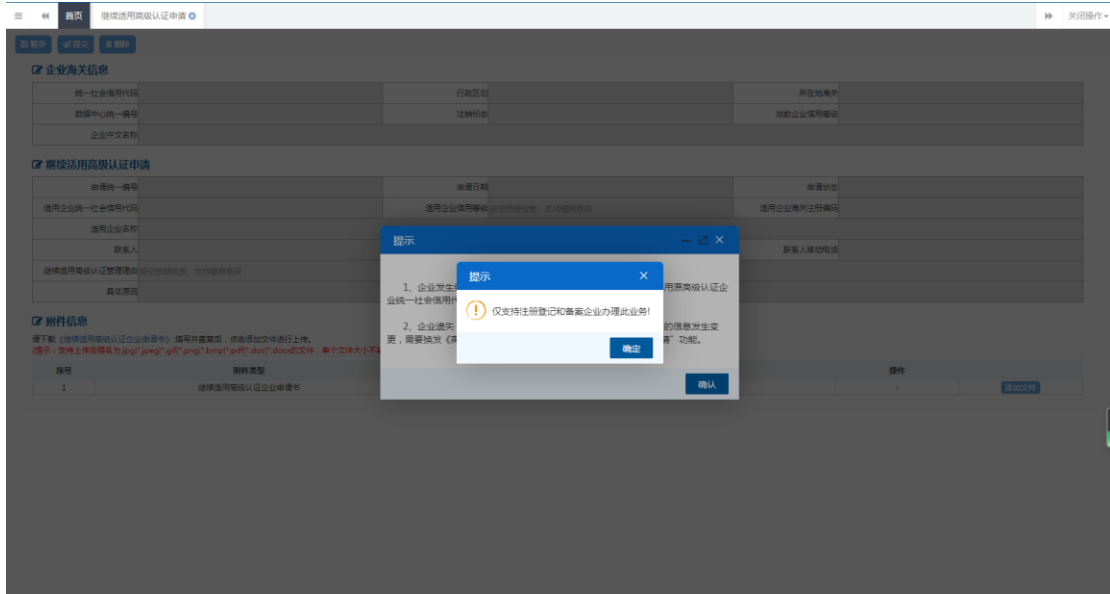 首页 继续适用高级认证申请 关闭操作
暂存 提交 删除
企业海关信息
统一社会信用代码 行政区划 所在地海关
数据中心统一编号 注销标志 当前企业信用等级
企业中文名称
继续适用高级认证申请
申请统一编号 申请日期 申请状态
适用企业统一社会信用代码 适用企业信用等级 适用企业海关注册编码
适用企业名称
联系人 联系人移动电话
继续适用高级认证管理理由
具体原因
附件信息
请下载《继续适用高级认证企业申请书》,填写并盖章后,点击添加文件进行上传。
(提示:支持上传后缀名为.jpg|*.jpeg|*.gif|*.png|*.bmp|*.pdf|*.doc|*.docx的文件,单个文件大小不
序号 附件类型 操作
1 继续适用高级认证企业申请书 - 添加文件
提示
1、企业发生 用原高级认证企
业统一社会信用
2、企业遗失 的信息发生变
更,需要换发《 ”功能。
确认
提示
仅支持注册登记和备案企业办理此业务!
确定